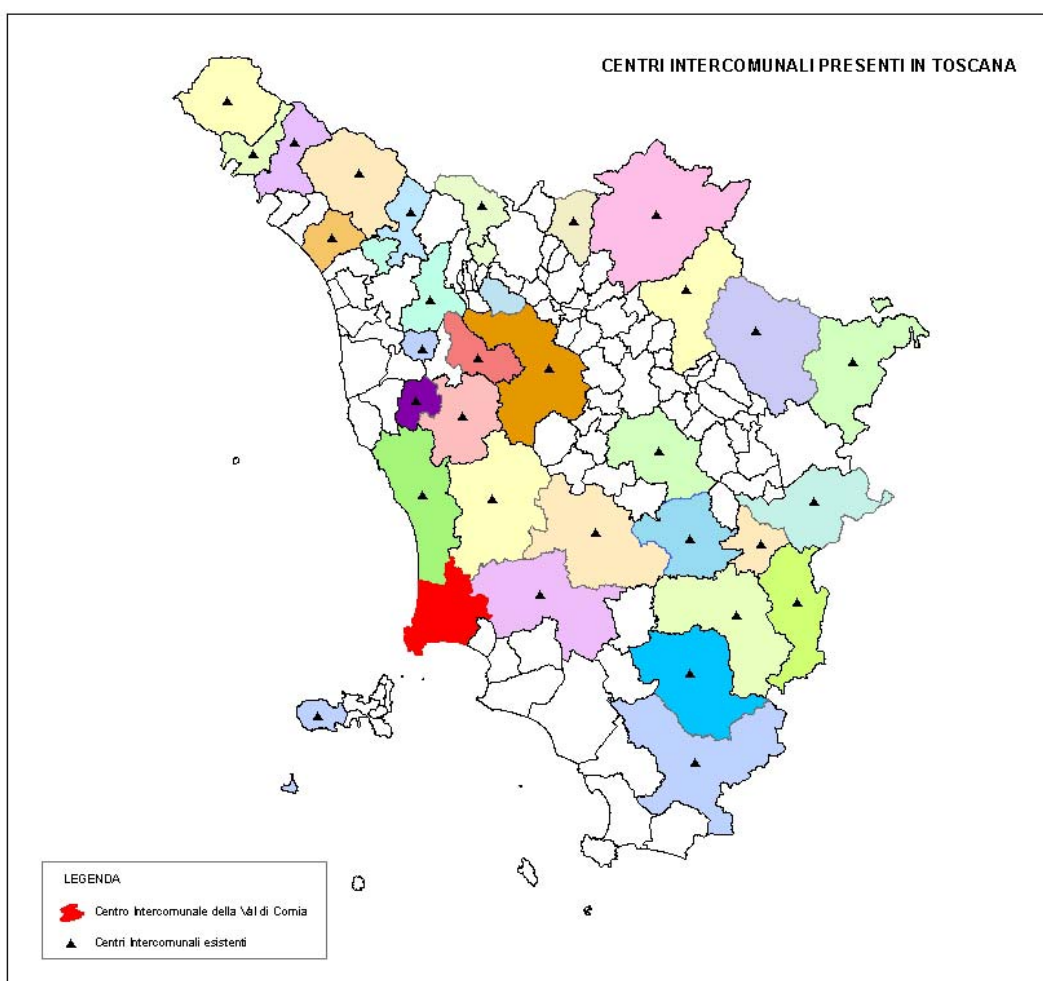 CENTRI INTERCOMUNALI PRESENTI IN TOSCANA
LEGENDA
Centro Intercomunale della Val di Cornia
Centri Intercomunali esistenti